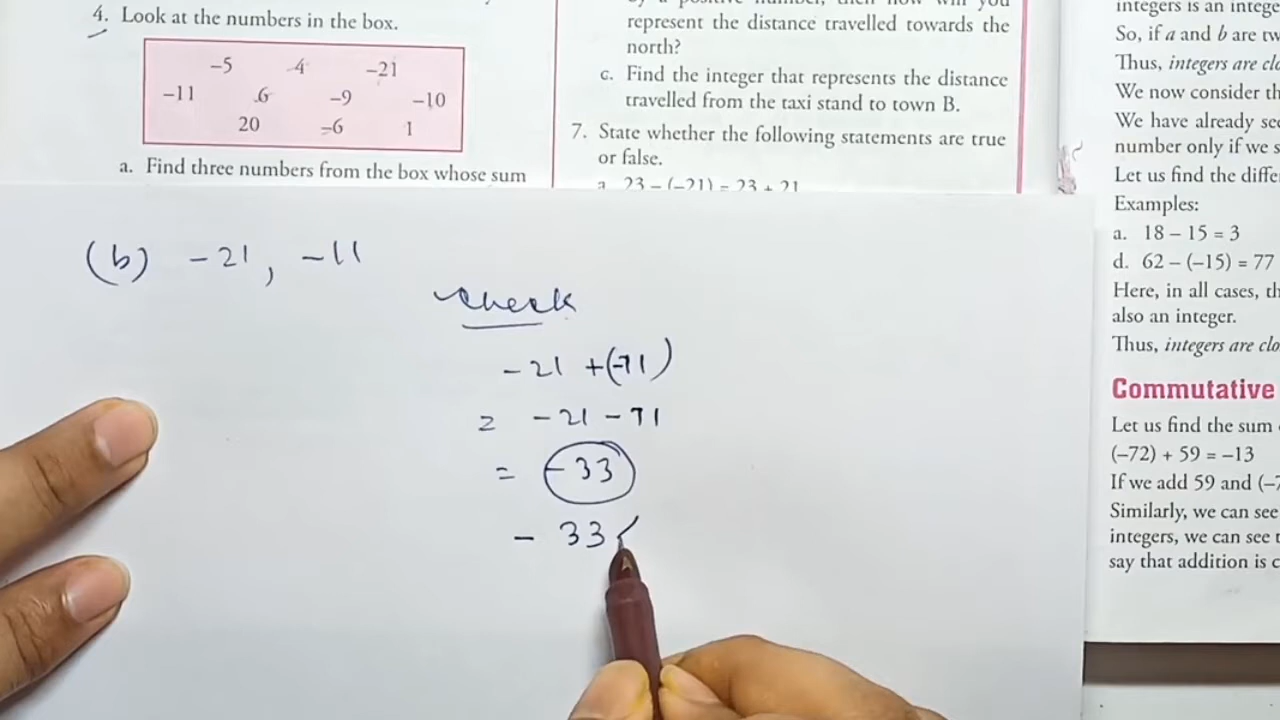 4. Look at the numbers in the box.
-5 4 -21
-11 .6 -9 -10
20 -6 1
a. Find three numbers from the box whose sum
represent the distance travelled towards the
north?
c. Find the integer that represents the distance
travelled from the taxi stand to town B.
7. State whether the following statements are true
or false.
a 23 – (–21) = 23 + 21
integers is an intege
So, if a and b are tw
Thus, integers are clo
We now consider th
We have already see
number only if we s
Let us find the diffe
Examples:
a. 18 – 15 = 3
d. 62 – (–15) = 77
Here, in all cases, th
also an integer.
Thus, integers are clo
Commutative
Let us find the sum
(–72) + 59 = –13
If we add 59 and (–7
Similarly, we can see
integers, we can see t
say that addition is c
(b) -21, -11
Check
-21 + (-11)
= -21 - 11
= -33
- 33 <